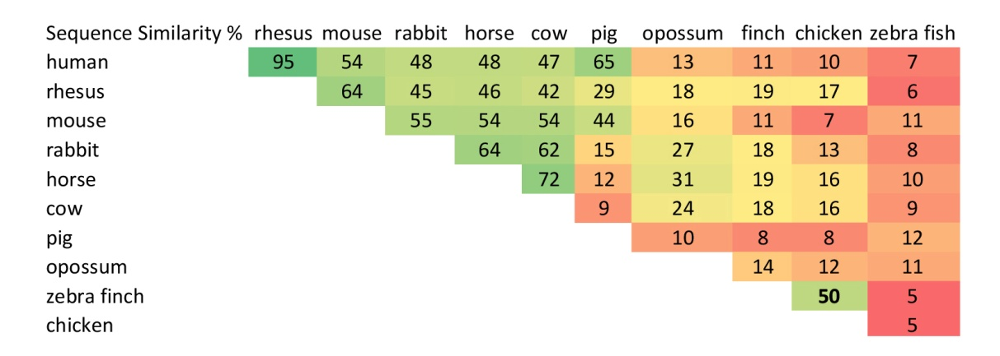 Sequence Similarity % rhesus mouse rabbit horse cow pig opossum finch chicken zebra fish
human 95 54 48 48 47 65 13 11 10 7
rhesus 64 45 46 42 29 18 19 17 6
mouse 55 54 54 44 16 11 7 11
rabbit 64 62 15 27 18 13 8
horse 72 12 31 19 16 10
cow 9 24 18 16 9
pig 10 8 8 12
opossum 14 12 11
zebra finch 50 5
chicken 5